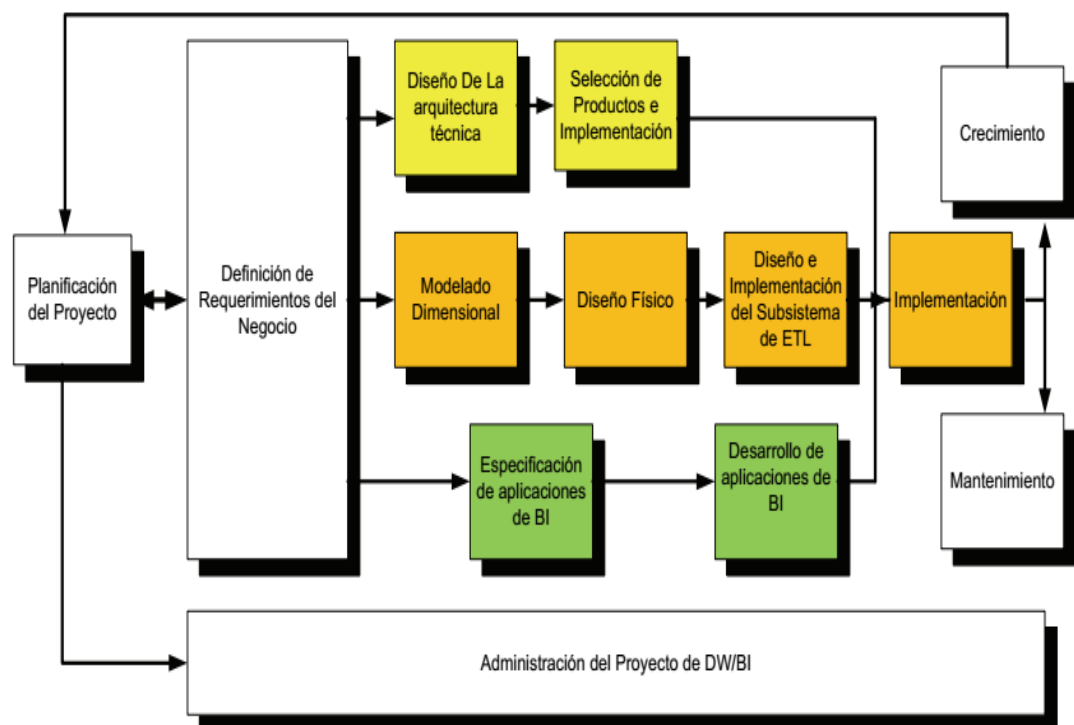 Planificación
del Proyecto
Definición de
Requerimientos del
Negocio
Diseño De La
arquitectura
técnica
Selección de
Productos e
Implementación
Modelado
Dimensional
Diseño Físico
Diseño e
Implementación
del Subsistema
de ETL
Especificación
de aplicaciones
de BI
Desarrollo de
aplicaciones de
BI
Implementación
Crecimiento
Mantenimiento
Administración del Proyecto de DW/BI